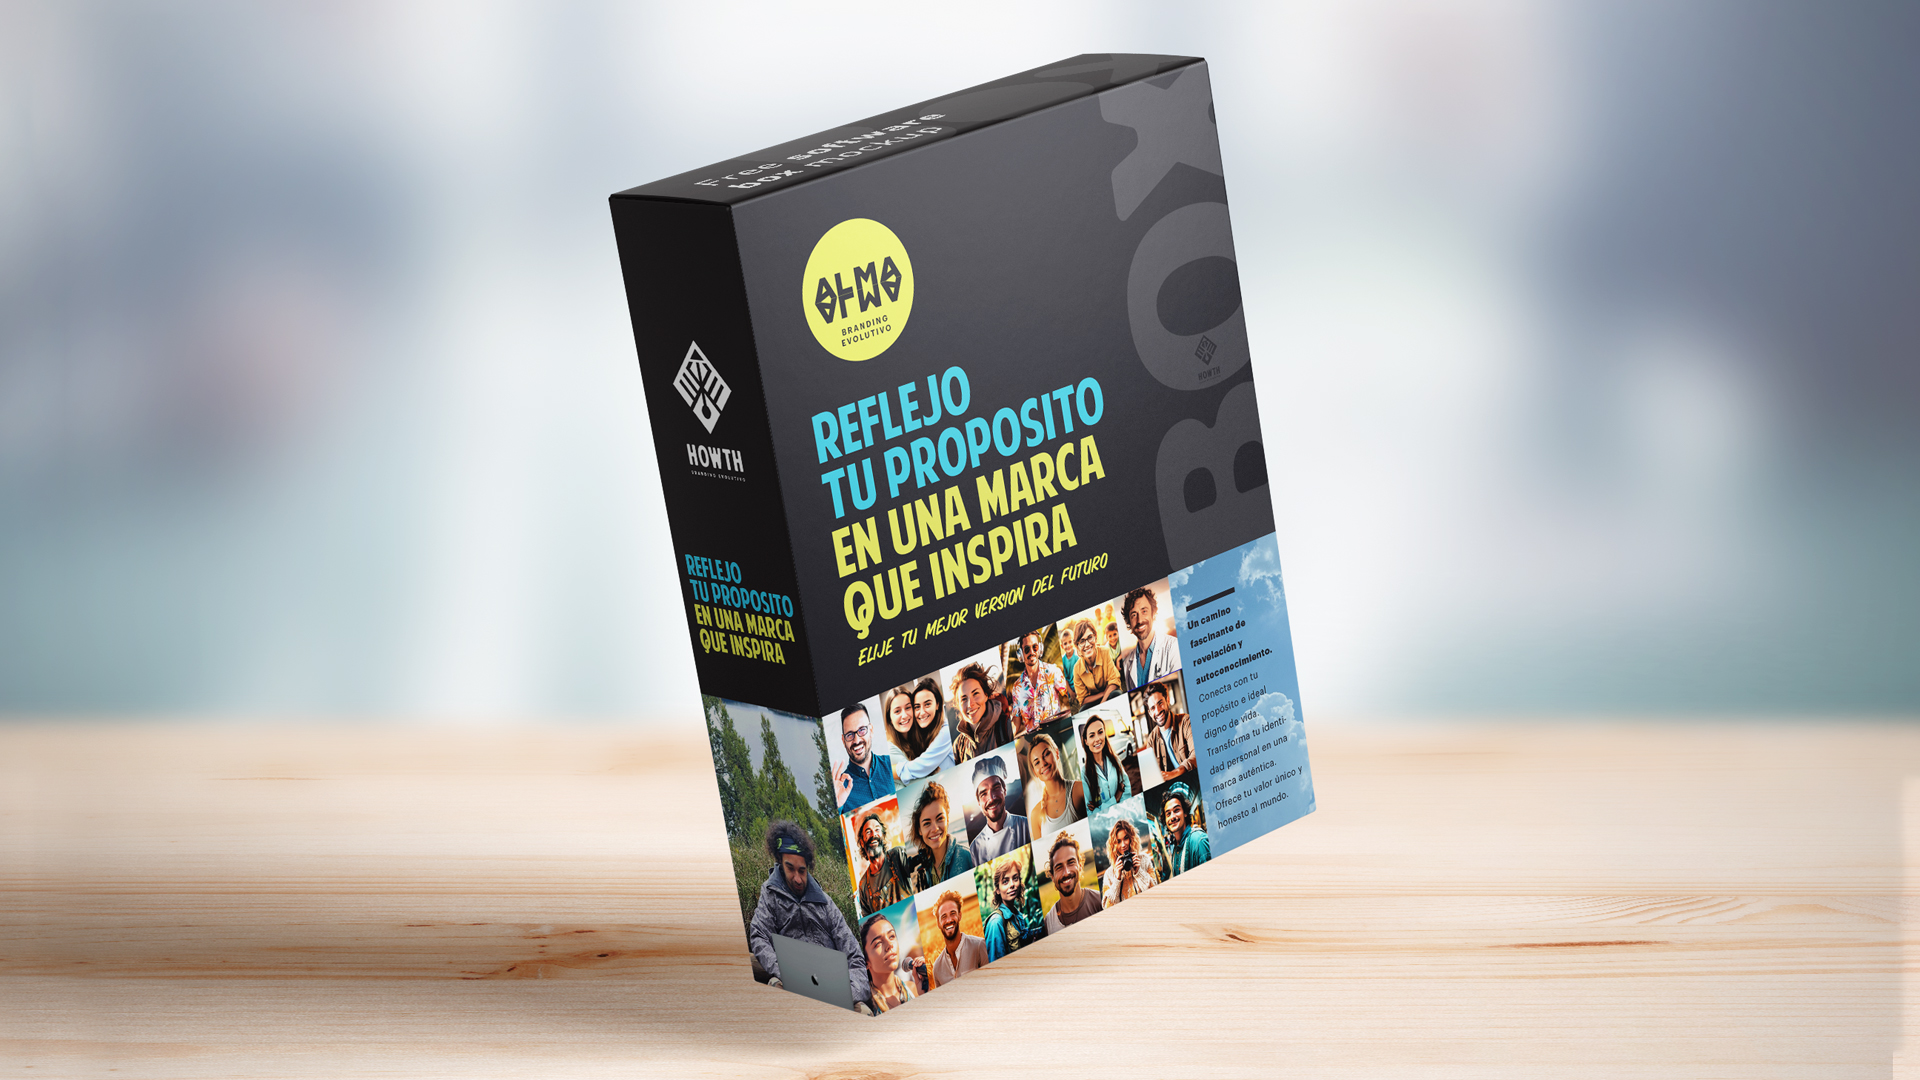 Free software
box mockup
ALMA
BRANDING
EVOLUTIVO
REFLEJO
TU PROPOSITO
EN UNA MARCA
QUE INSPIRA
ELIJE TU MEJOR VERSION DEL FUTURO
BOX
HOWTH
Un camino
fascinante de
revelación y
autoconocimiento.
Conecta con tu
propósito e ideal
digno de vida.
Transforma tu identi-
dad personal en una
marca auténtica.
Ofrece tu valor único y
honesto al mundo.
HOWTH
BRANDING EVOLUTIVO
REFLEJO
TU PROPOSITO
EN UNA MARCA
QUE INSPIRA